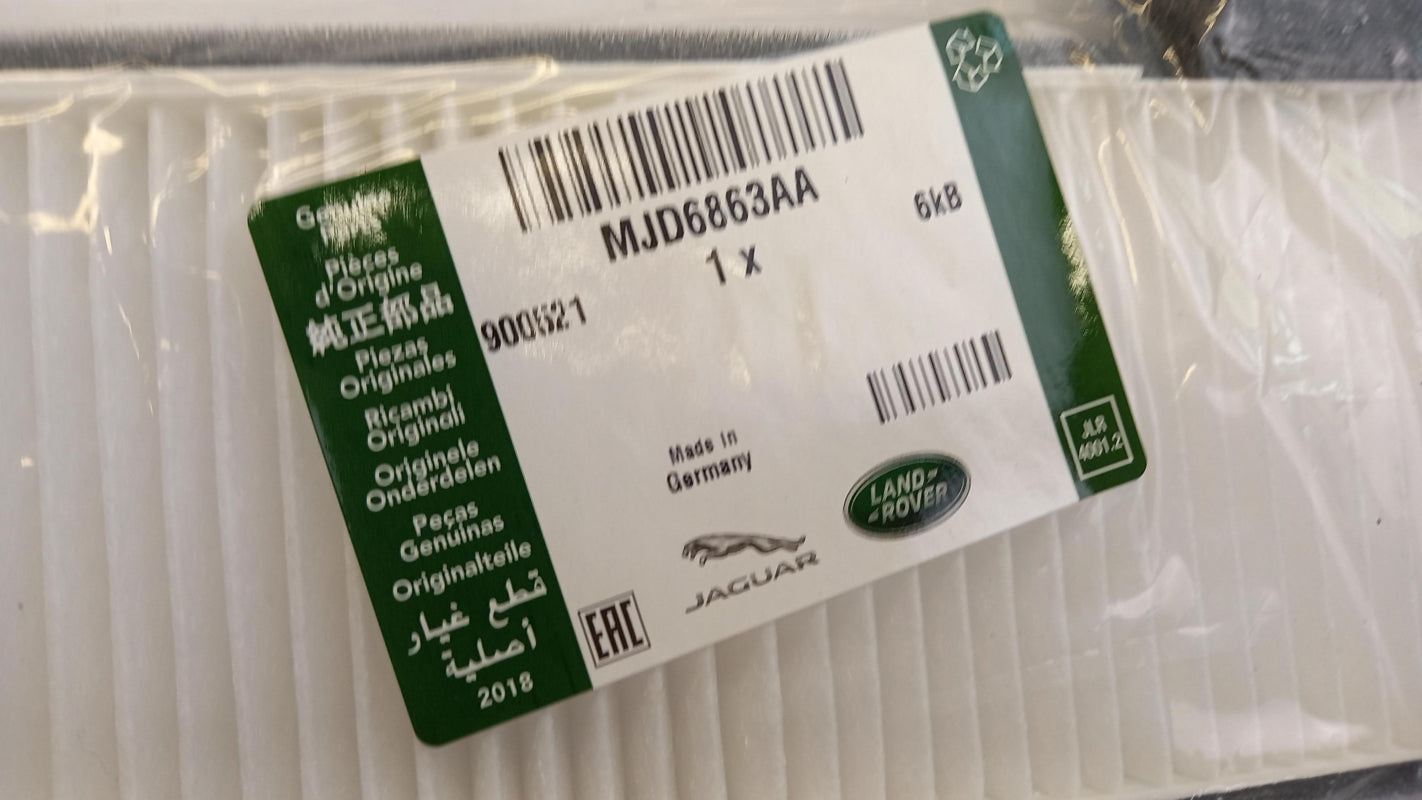 Genuine
Pièces
d'Origine
純正部品
Piezas
Originales
Ricambi
Originali
Originele
Onderdelen
Peças
Genuínas
Originalteile
قطع غيار
أصلية
2018
MJD6863AA
1 x
6kB
900521
Made in
Germany
JAGUAR
LAND
ROVER
EAC
JLR
4001.2